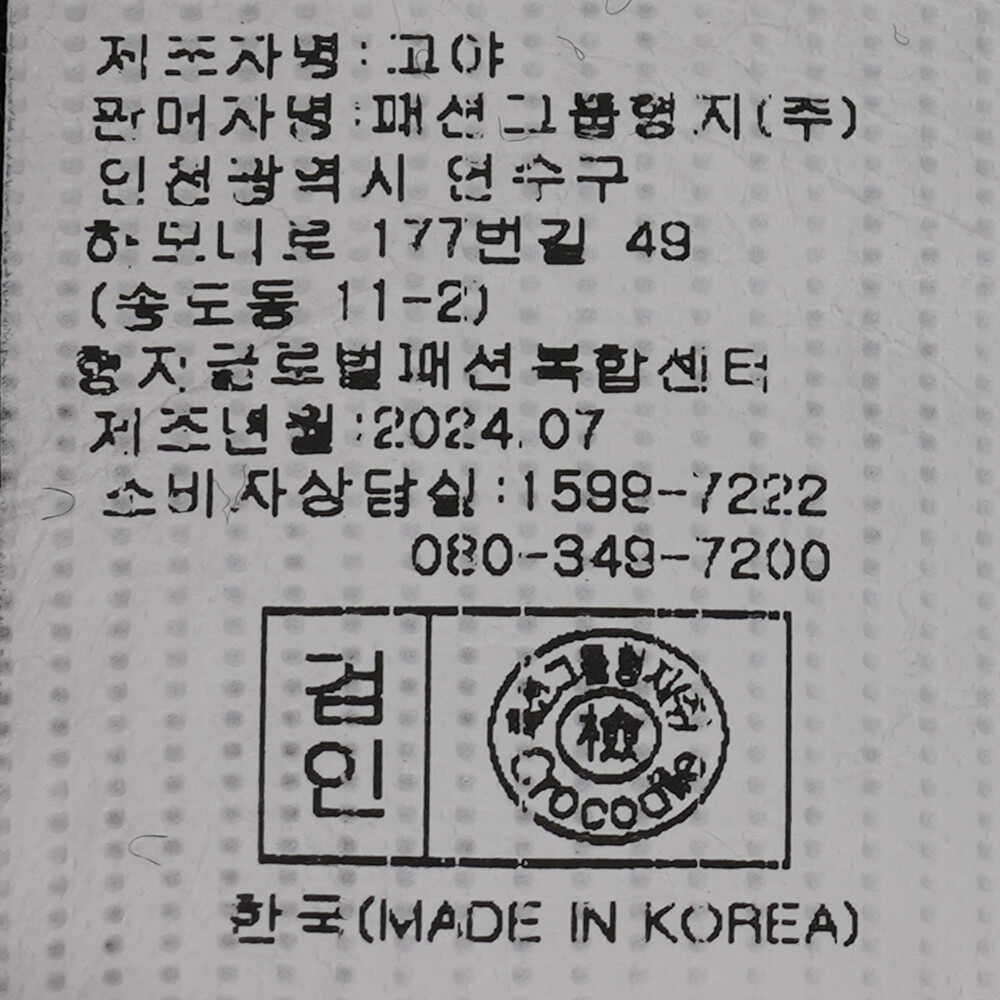 제조자명:고야
판매자명:패션그룹형지(주)
인천광역시 연수구
하모니로 177번길 49
(송도동 11-2)
형지글로벌패션복합센터
제조년월:2024.07
소비자상담실:1599-7222
080-349-7200
검인
패션그룹형지(주)
檢
Crocodile
한국(MADE IN KOREA)